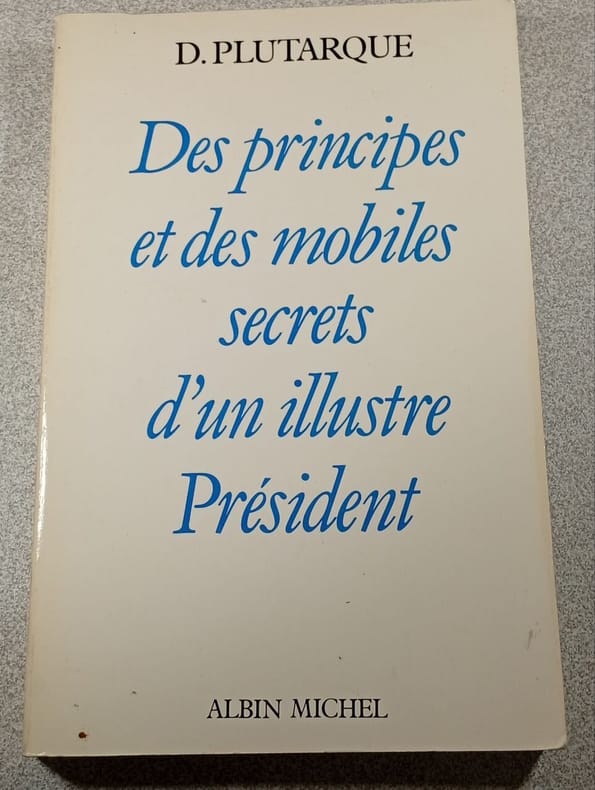 D. PLUTARQUE
Des principes
et des mobiles
secrets
d'un illustre
Président
ALBIN MICHEL